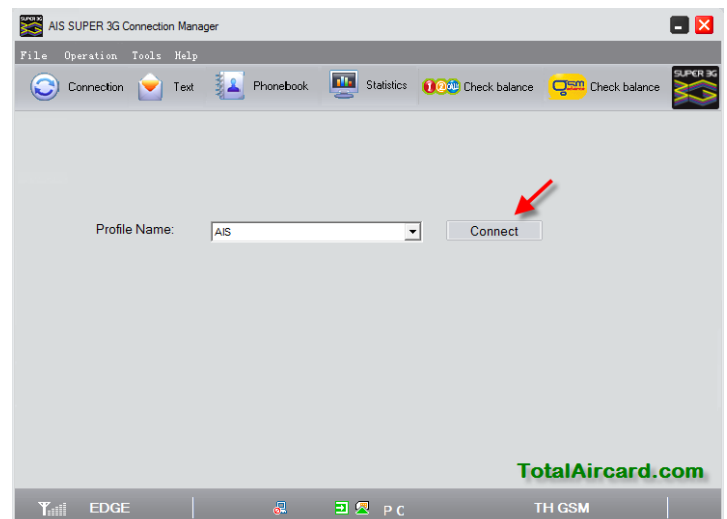 AIS SUPER 3G Connection Manager
File Operation Tools Help
Connection Text Phonebook Statistics Check balance Check balance
SUPER 3G
Profile Name: AIS Connect
TotalAircard.com
EDGE P C TH GSM